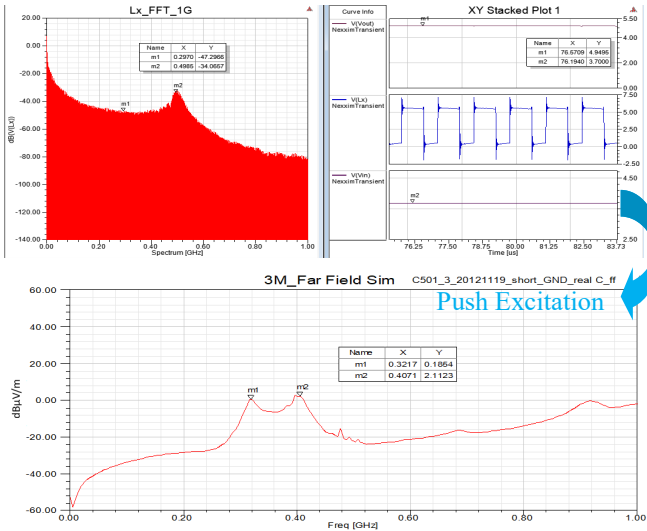 Lx_FFT_1G
20.00
0.00
-20.00
-40.00
-60.00
-80.00
-100.00
-120.00
-140.00
dB(V(Lx))
Name X Y
m1 0.2970 -47.2966
m2 0.4985 -34.0657
m1
m2
0.00 0.20 0.40 0.60 0.80 1.00
Spectrum [GHz]
XY Stacked Plot 1
Curve Info
V(Vout)
NexximTransient
V(Lx)
NexximTransient
V(Vin)
NexximTransient
m1
Name X Y
m1 76.5709 4.9495
m2 76.1940 3.7000
5.50
4.00
2.00
0.00
7.50
5.00
2.50
0.00
-2.50
m2
4.50
2.50
76.25 77.50 78.75 80.00 81.25 82.50 83.73
Time [us]
3M_Far Field Sim
C501_3_20121119_short_GND_real C_ff
Push Excitation
60.00
40.00
20.00
0.00
-20.00
-40.00
-60.00
dBµV/m
Name X Y
m1 0.3217 0.1854
m2 0.4071 2.1123
m1
m2
0.00 0.20 0.40 0.60 0.80 1.00
Freq [GHz]